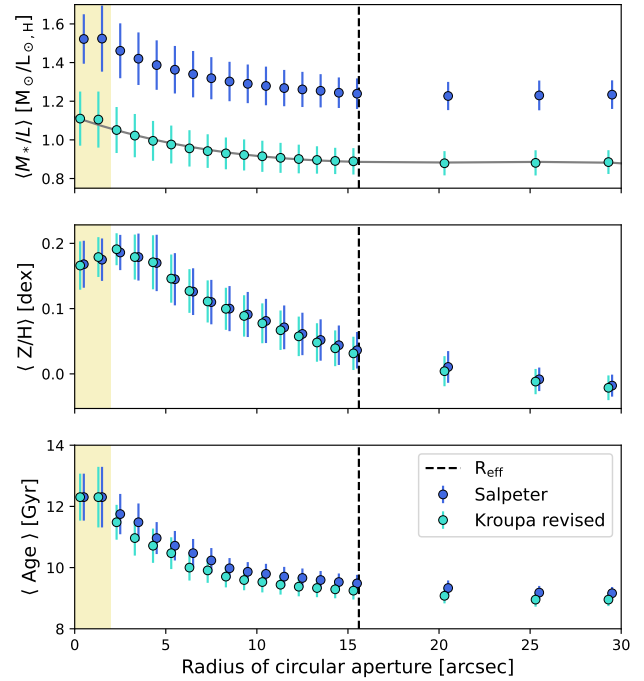 ⟨M*/L⟩ [M⊙/L⊙,H]
1.6
1.4
1.2
1.0
0.8
⟨ Z/H⟩ [dex]
0.2
0.1
0.0
⟨ Age ⟩ [Gyr]
14
12
10
8
R_eff
Salpeter
Kroupa revised
0 5 10 15 20 25 30
Radius of circular aperture [arcsec]